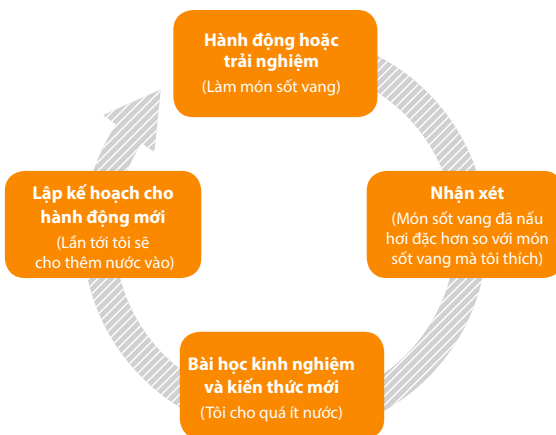 Hành động hoặc
trải nghiệm
(Làm món sốt vang)
Nhận xét
(Món sốt vang đã nấu
hơi đặc hơn so với món
sốt vang mà tôi thích)
Bài học kinh nghiệm
và kiến thức mới
(Tôi cho quá ít nước)
Lập kế hoạch cho
hành động mới
(Lần tới tôi sẽ
cho thêm nước vào)